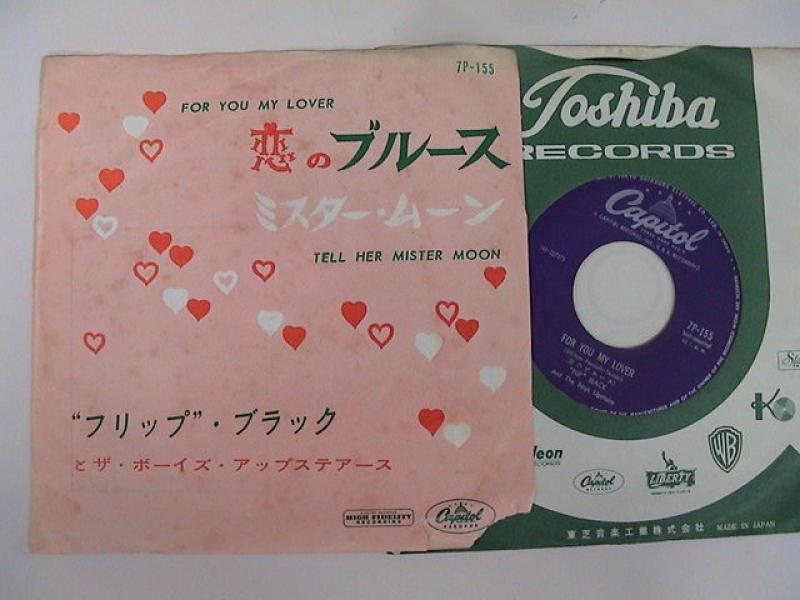 7P-155
FOR YOU MY LOVER
恋のブルース
ミスター・ムーン
TELL HER MISTER MOON
“フリップ”・ブラック
とザ・ボーイズ・アップステアース
HIGH FIDELITY
RECORDING
Capitol
RECORDS
Toshiba
RECORDS
Capitol
7P-155
FOR YOU MY LOVER
"FLIP" BLACK
And The Boys Upstairs
Capitol
LIBERTY
WB
東芝音楽工業株式会社 MADE IN JAPAN